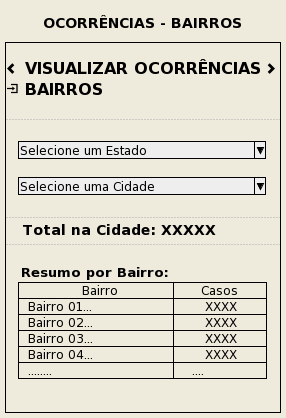 OCORRÊNCIAS - BAIRROS
VISUALIZAR OCORRÊNCIAS
BAIRROS
Selecione um Estado
Selecione uma Cidade
Total na Cidade: XXXXX
Resumo por Bairro:
Bairro Casos
Bairro 01... XXXX
Bairro 02... XXXX
Bairro 03... XXXX
Bairro 04... XXXX
........ ....